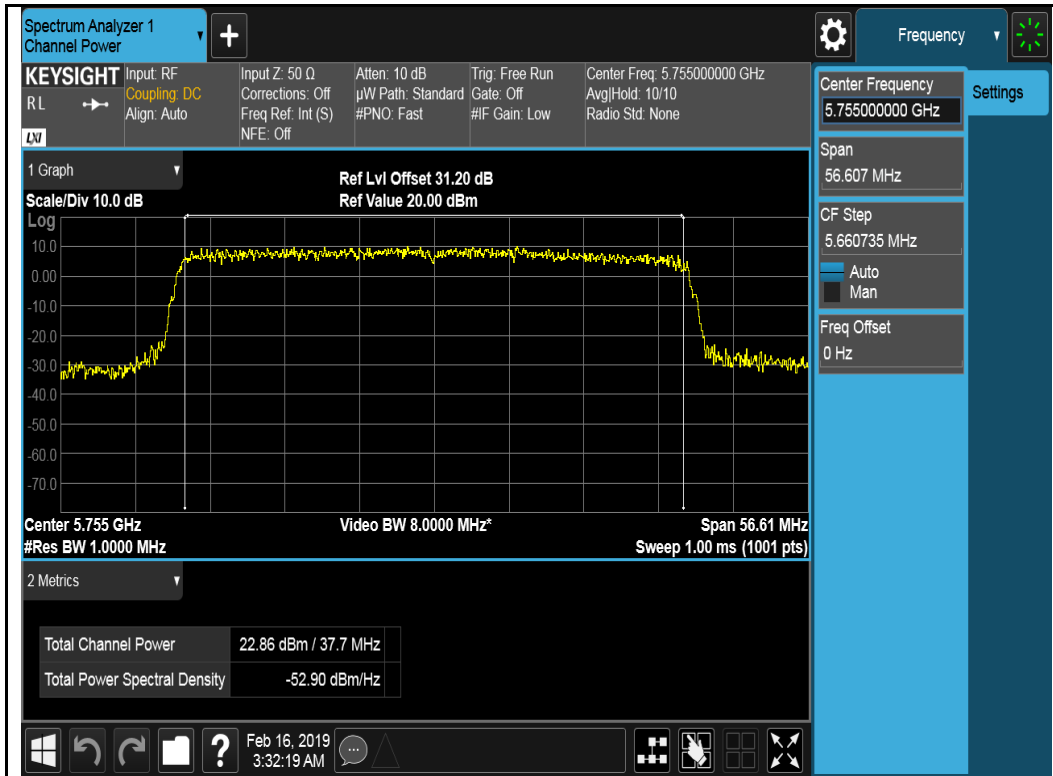 Spectrum Analyzer 1
Channel Power
+
Frequency
KEYSIGHT
R L
LXI
Input: RF
Coupling: DC
Align: Auto
Input Z: 50 Ω
Corrections: Off
Freq Ref: Int (S)
NFE: Off
Atten: 10 dB
µW Path: Standard
#PNO: Fast
Trig: Free Run
Gate: Off
#IF Gain: Low
Center Freq: 5.755000000 GHz
Avg|Hold: 10/10
Radio Std: None
Center Frequency
5.755000000 GHz
Settings
Span
56.607 MHz
CF Step
5.660735 MHz
Auto
Man
Freq Offset
0 Hz
1 Graph
Scale/Div 10.0 dB
Ref Lvl Offset 31.20 dB
Ref Value 20.00 dBm
Log
10.0
0.00
-10.0
-20.0
-30.0
-40.0
-50.0
-60.0
-70.0
Center 5.755 GHz
#Res BW 1.0000 MHz
Video BW 8.0000 MHz*
Span 56.61 MHz
Sweep 1.00 ms (1001 pts)
2 Metrics
Total Channel Power 22.86 dBm / 37.7 MHz
Total Power Spectral Density -52.90 dBm/Hz
?
Feb 16, 2019
3:32:19 AM